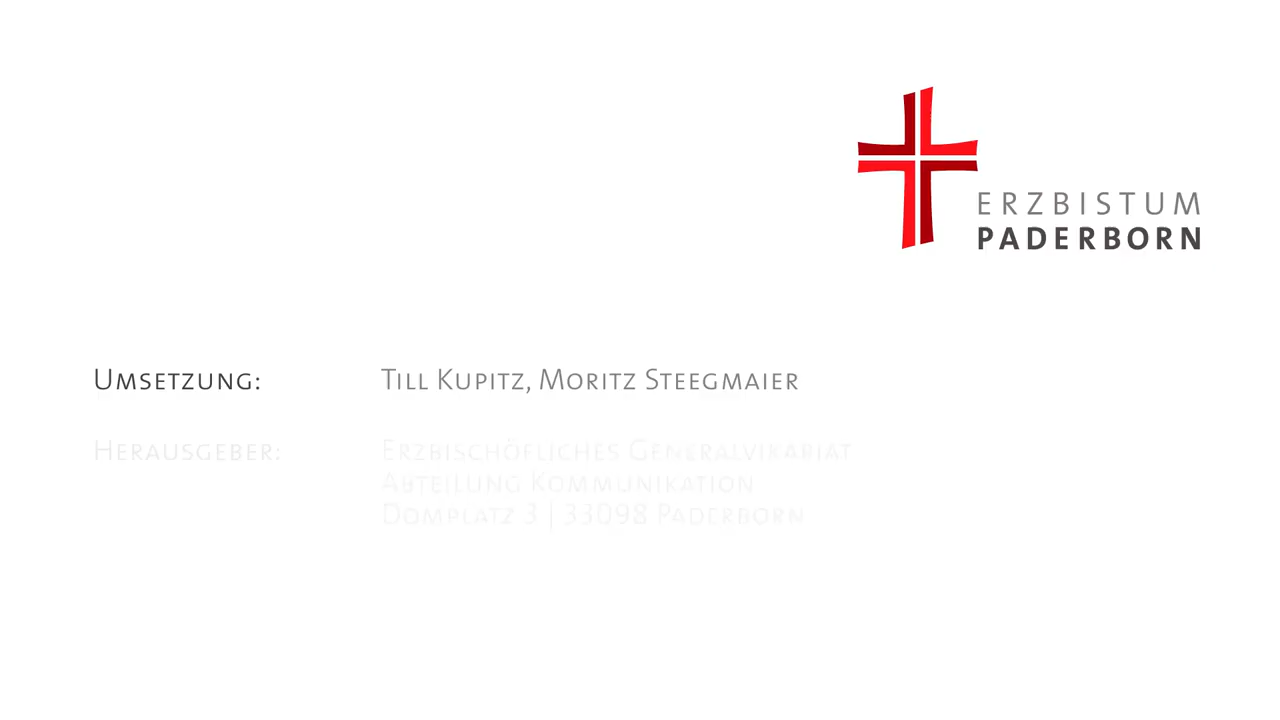 ERZBISTUM
PADERBORN
UMSETZUNG: TILL KUPITZ, MORITZ STEEGMAIER
HERAUSGEBER: ERZBISCHÖFLICHES GENERALVIKARIAT
ABTEILUNG KOMMUNIKATION
DOMPLATZ 3 | 33098 PADERBORN